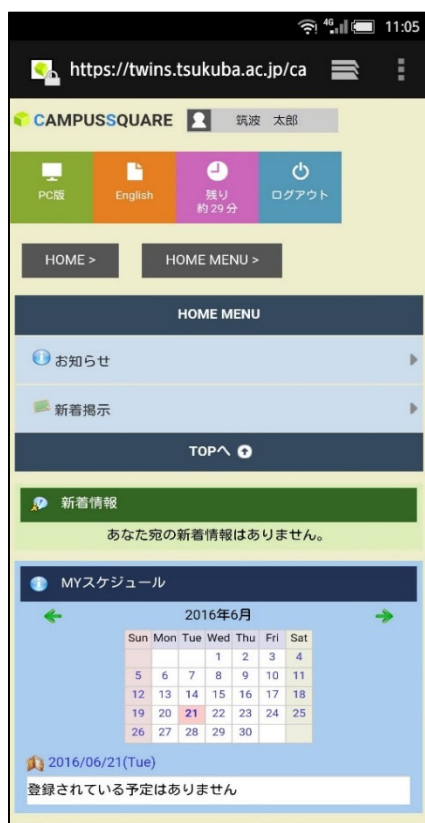 4G 11:05
https://twins.tsukuba.ac.jp/ca
CAMPUSSQUARE 筑波 太郎
PC版 English 残り 約29分 ログアウト
HOME > HOME MENU >
HOME MENU
お知らせ
新着掲示
TOPへ
新着情報
あなた宛の新着情報はありません。
MYスケジュール
2016年6月
Sun Mon Tue Wed Thu Fri Sat
1 2 3 4
5 6 7 8 9 10 11
12 13 14 15 16 17 18
19 20 21 22 23 24 25
26 27 28 29 30
2016/06/21(Tue)
登録されている予定はありません